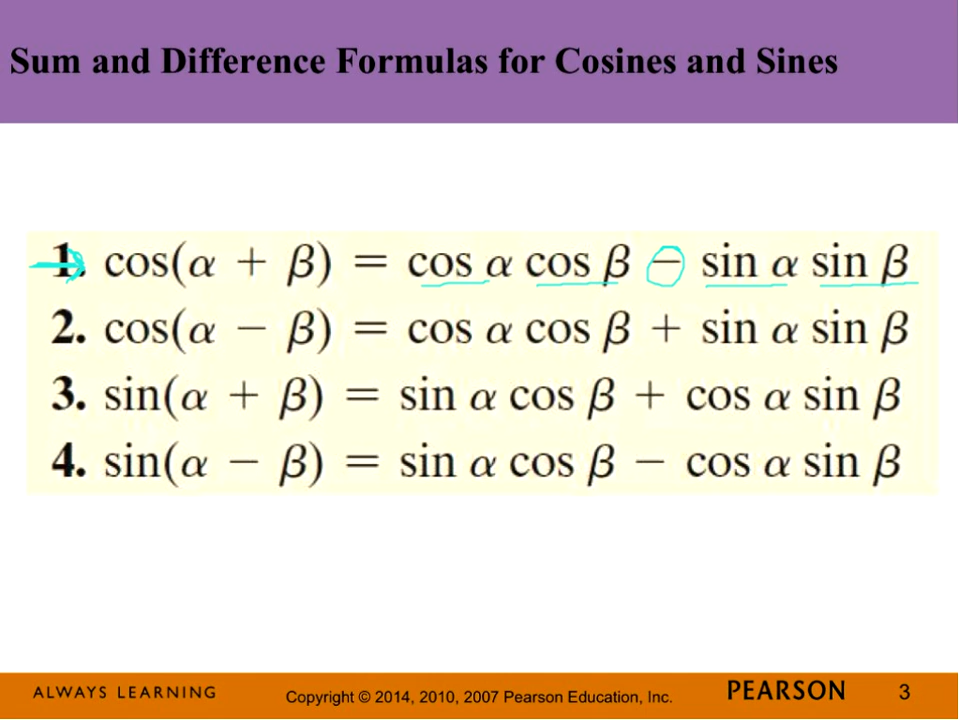 Sum and Difference Formulas for Cosines and Sines
1. cos(α + β) = cos α cos β − sin α sin β
2. cos(α − β) = cos α cos β + sin α sin β
3. sin(α + β) = sin α cos β + cos α sin β
4. sin(α − β) = sin α cos β − cos α sin β
ALWAYS LEARNING Copyright © 2014, 2010, 2007 Pearson Education, Inc. PEARSON 3